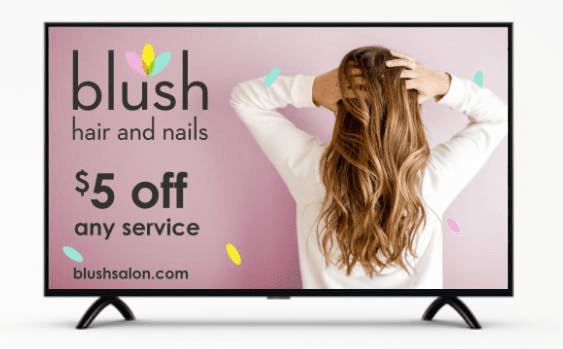 blush
hair and nails
$5 off
any service
blushsalon.com